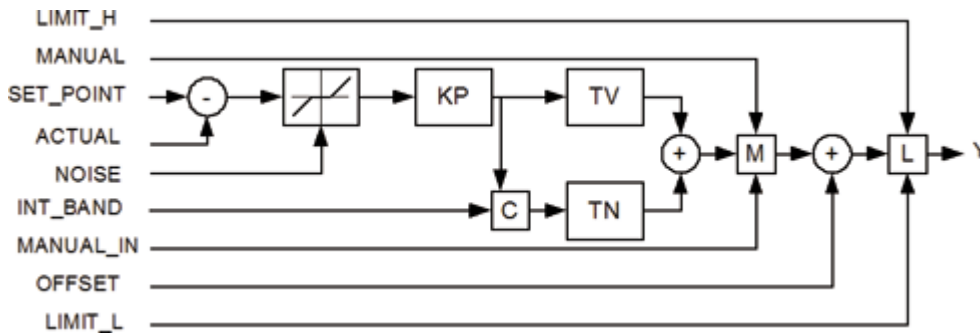 LIMIT_H
MANUAL
SET_POINT
ACTUAL
NOISE
INT_BAND
MANUAL_IN
OFFSET
LIMIT_L
-
KP
TV
C
TN
+
M
+
L
Y